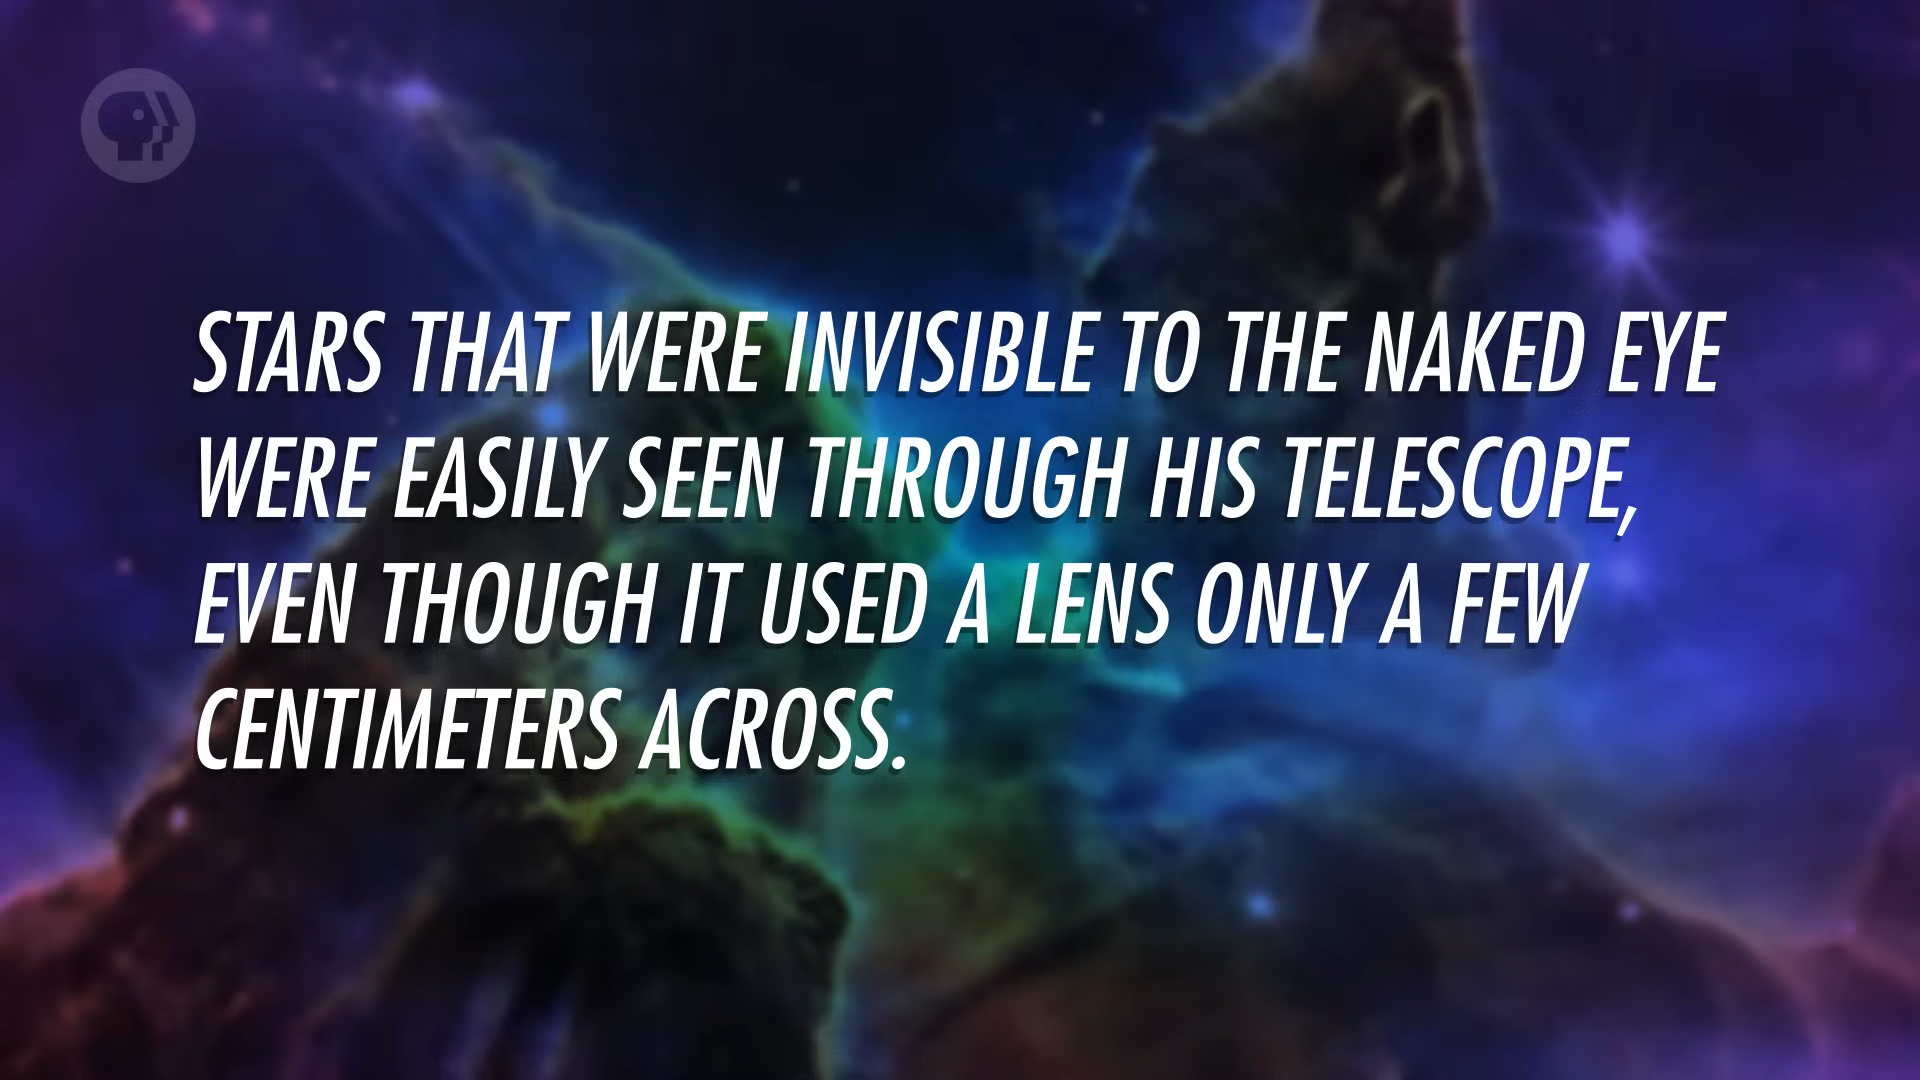 STARS THAT WERE INVISIBLE TO THE NAKED EYE
WERE EASILY SEEN THROUGH HIS TELESCOPE,
EVEN THOUGH IT USED A LENS ONLY A FEW
CENTIMETERS ACROSS.